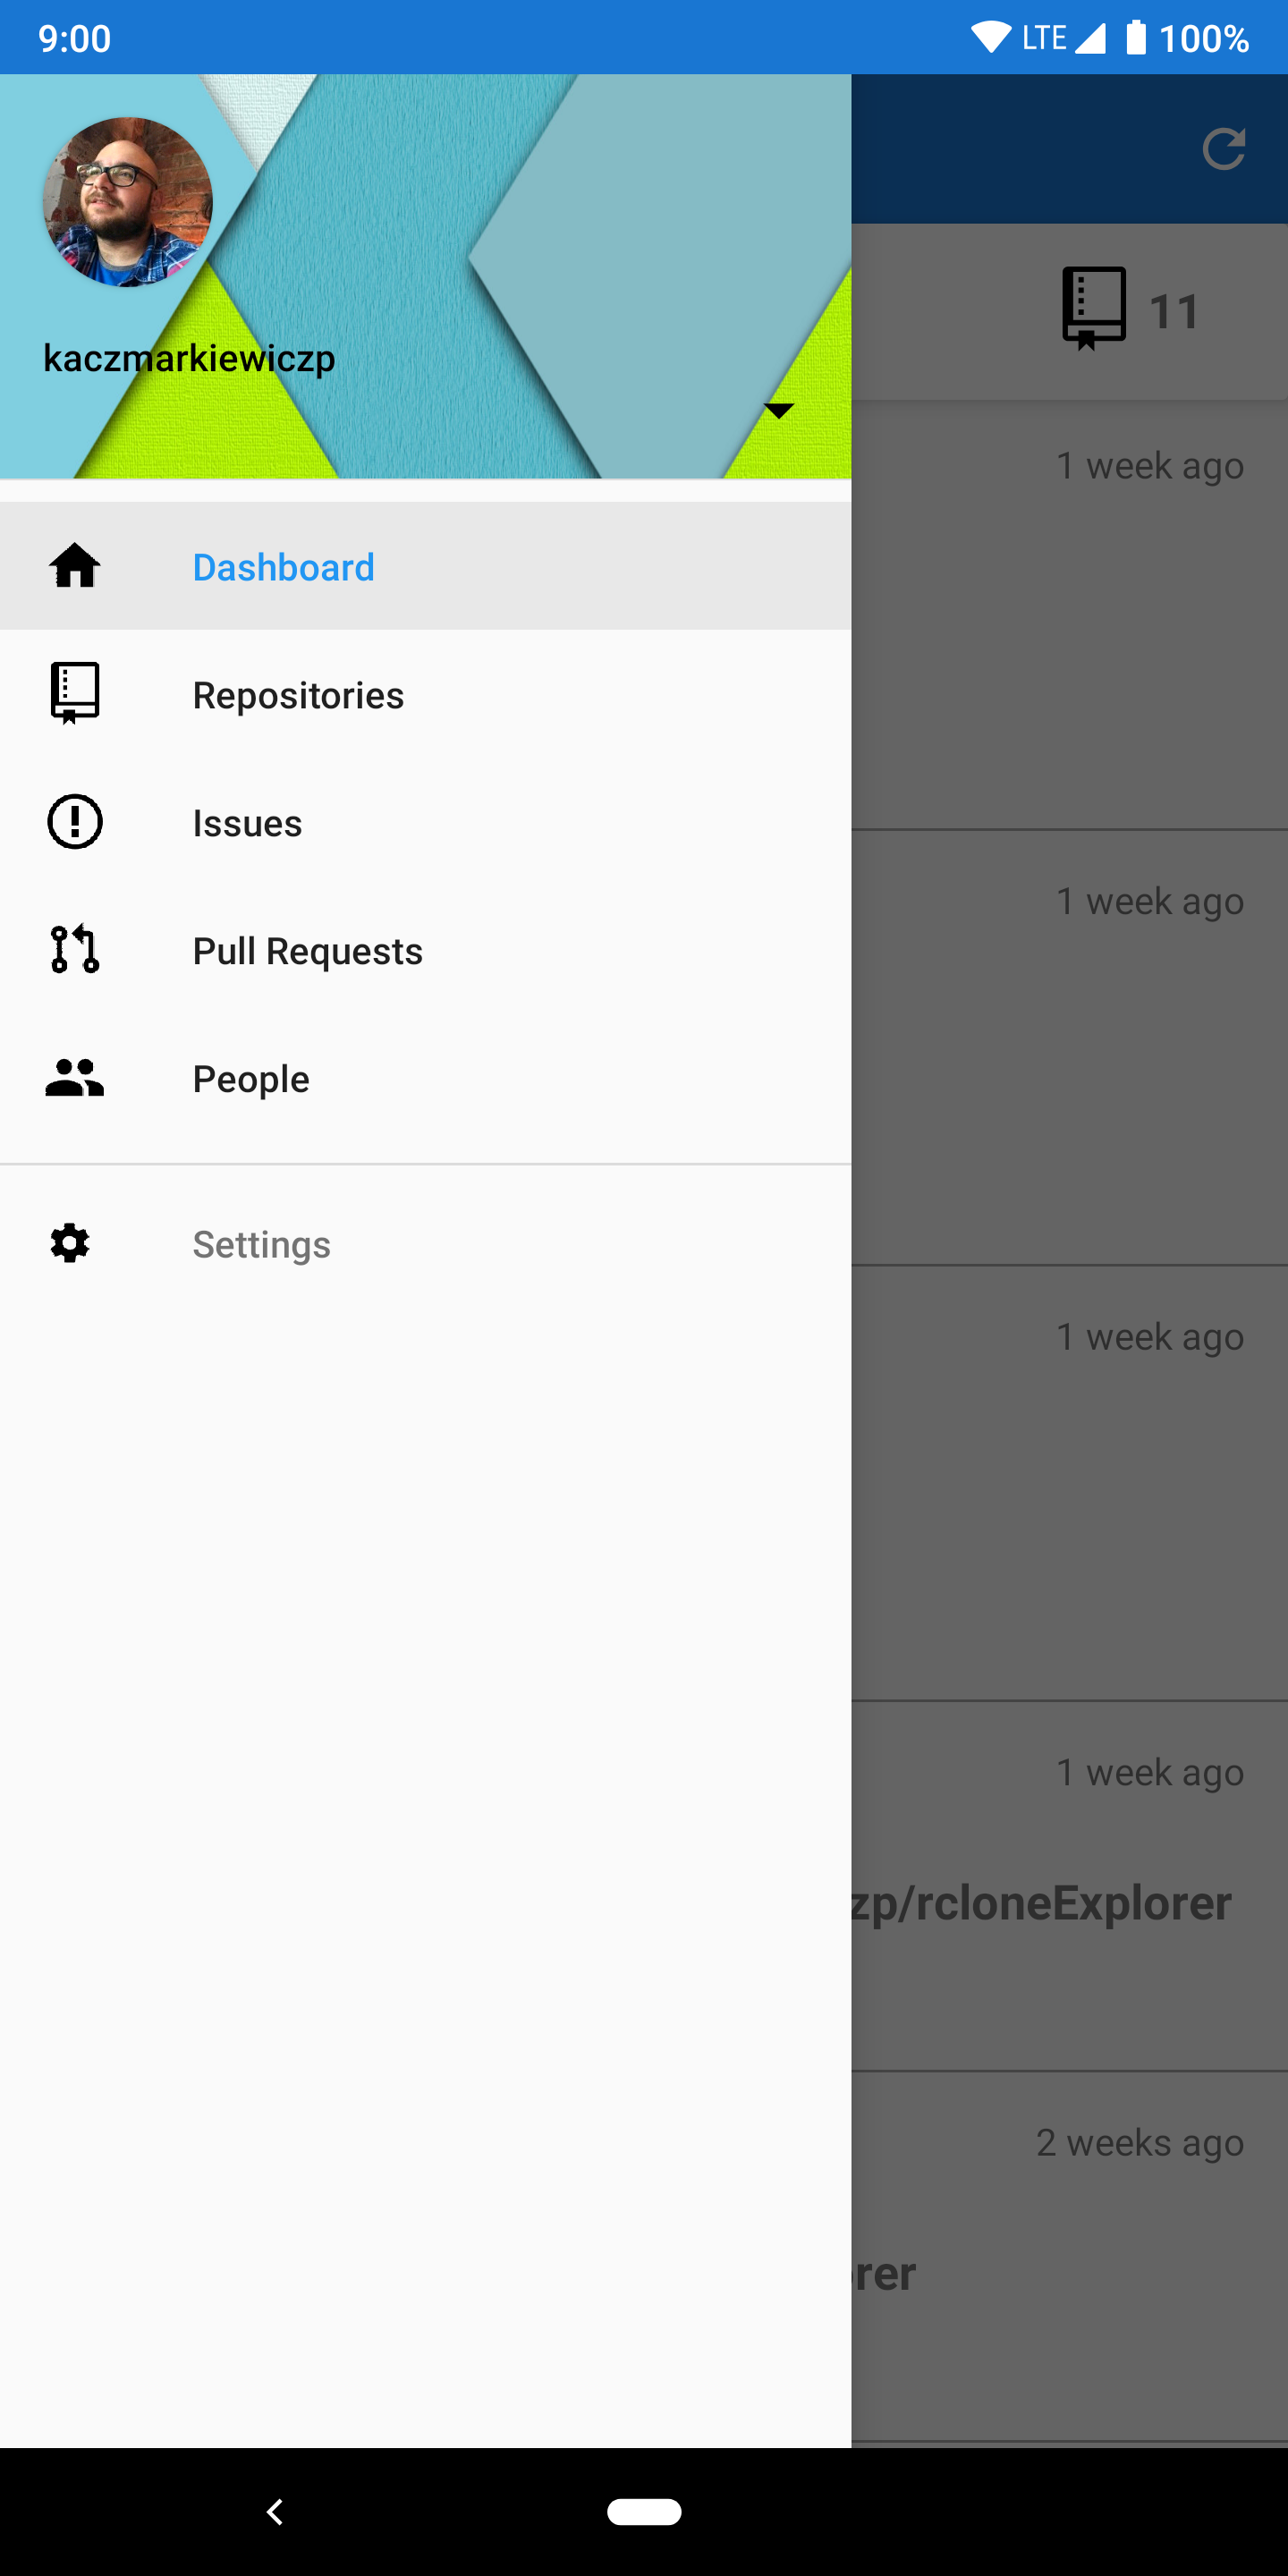 9:00 LTE 100%
kaczmarkiewiczp
11
1 week ago
Dashboard
Repositories
Issues
1 week ago
Pull Requests
People
Settings
1 week ago
1 week ago
zp/rcloneExplorer
2 weeks ago
rer